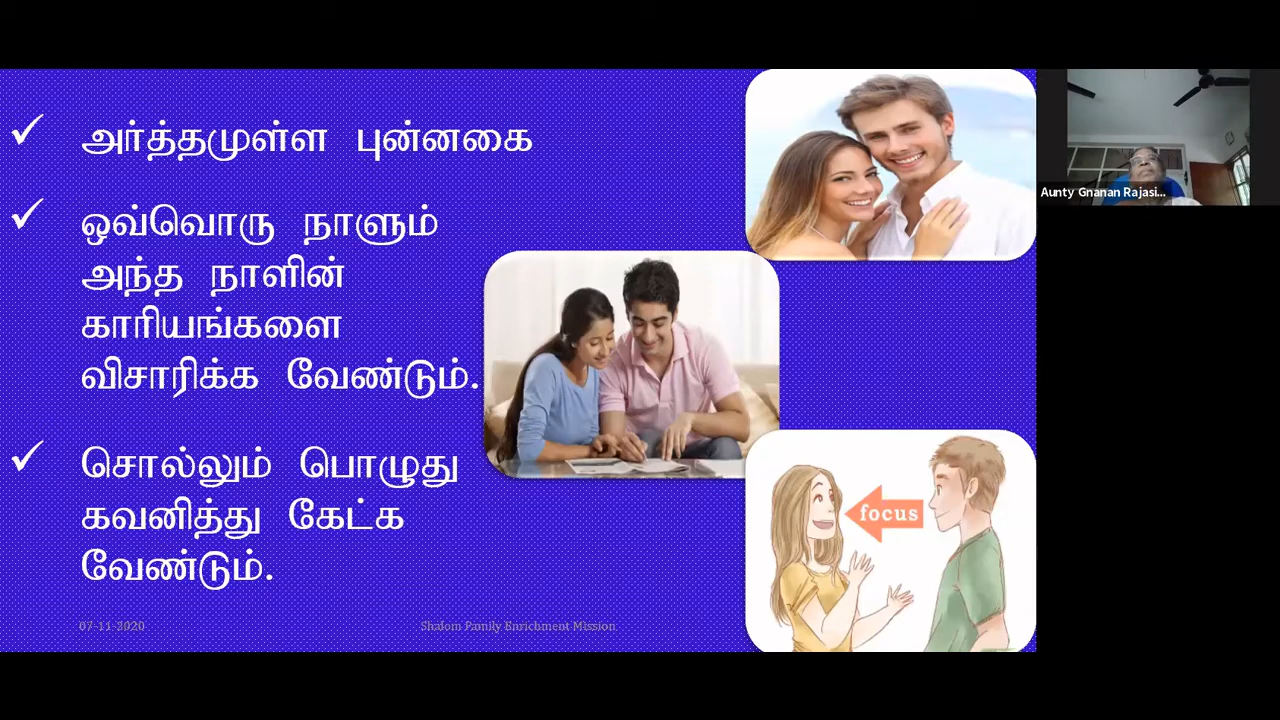 அர்த்தமுள்ள புன்னகை
ஒவ்வொரு நாளும்
அந்த நாளின்
காரியங்களை
விசாரிக்க வேண்டும்.
சொல்லும் பொழுது
கவனித்து கேட்க
வேண்டும்.
focus
07-11-2020
Shalom Family Enrichment Mission
Aunty Gnanan Rajasi...